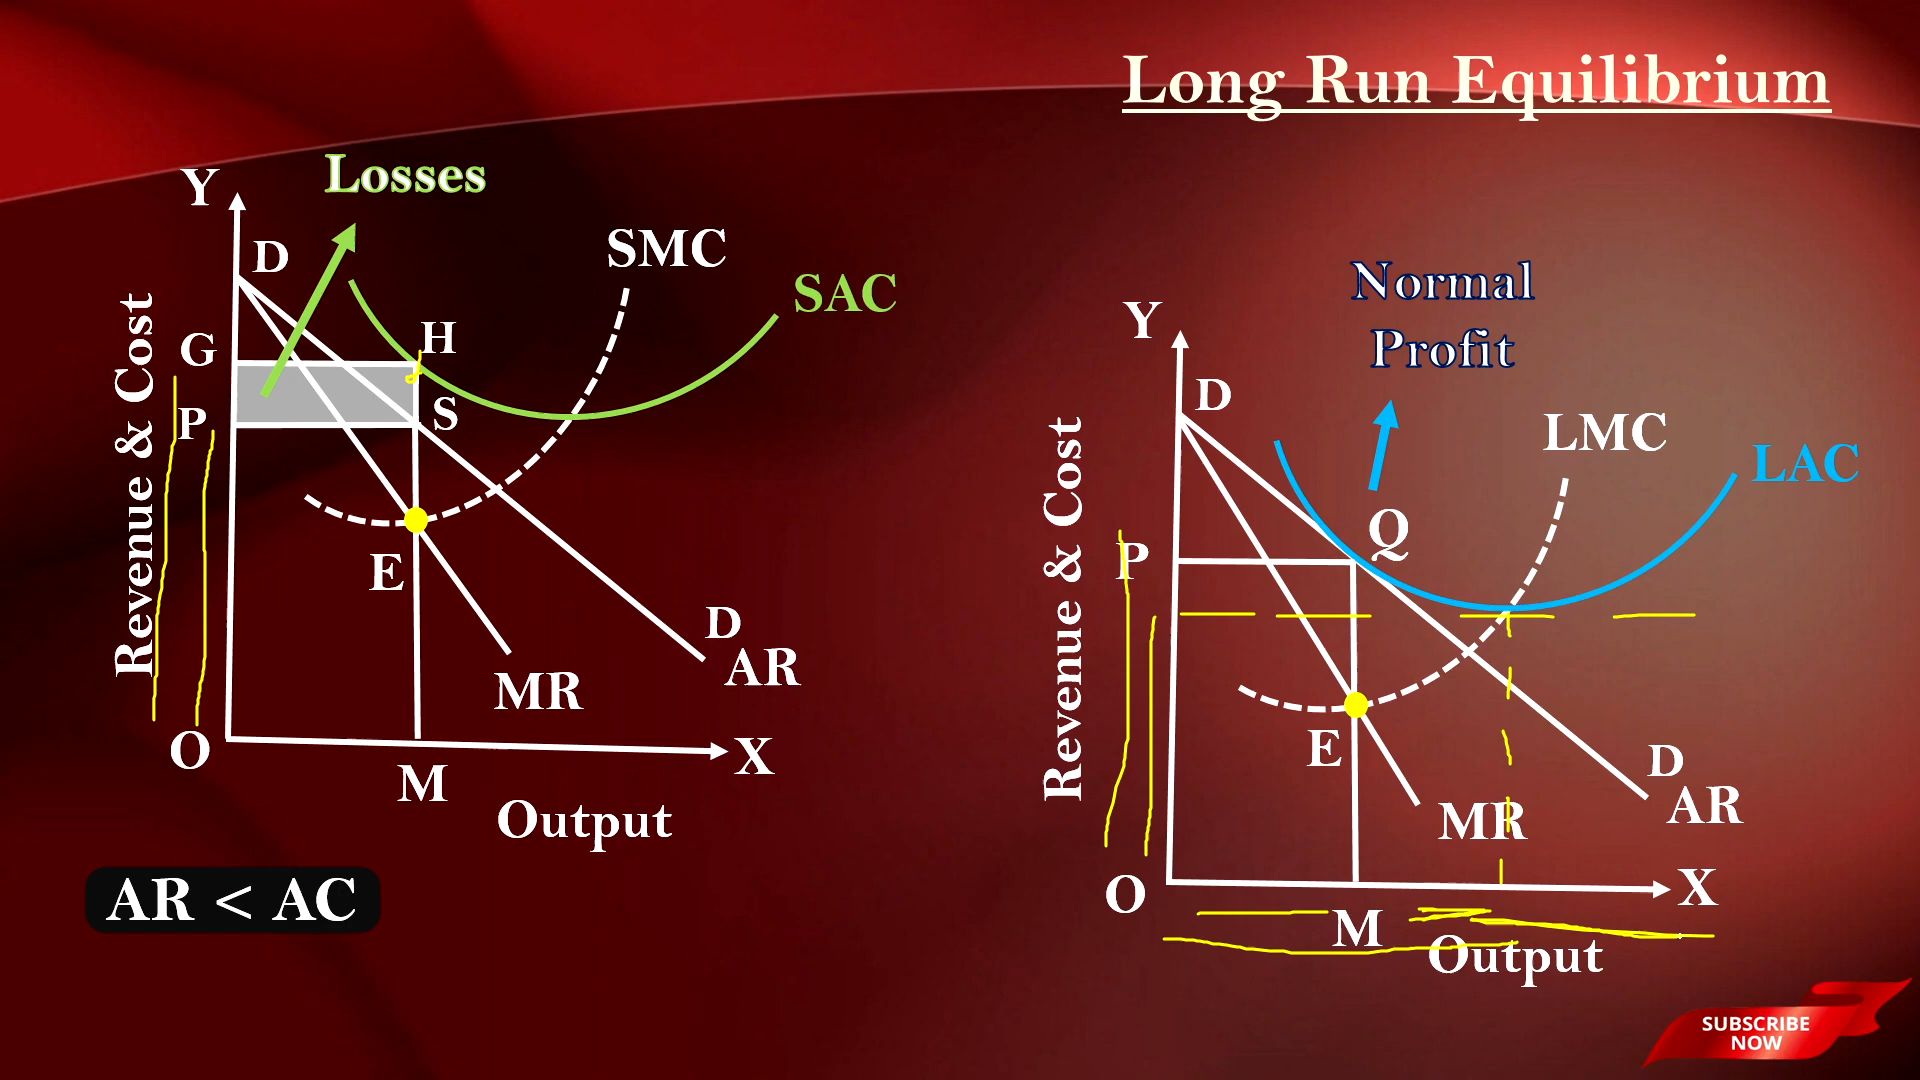 Long Run Equilibrium
Losses
Y
D
SMC
SAC
G
H
P
S
Revenue & Cost
E
D
AR
MR
O
X
M
Output
AR < AC
Normal
Profit
Y
D
LMC
LAC
Q
P
Revenue & Cost
E
D
AR
MR
O
X
M
Output
SUBSCRIBE
NOW